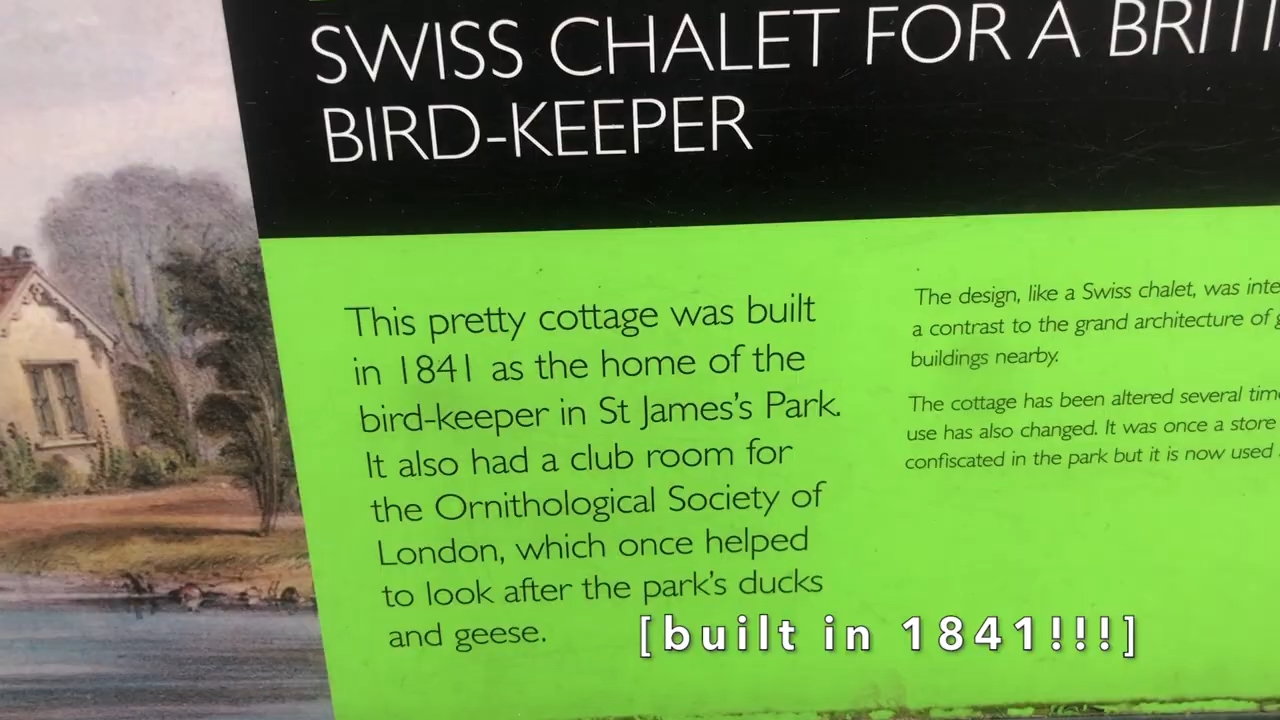 SWISS CHALET FOR A
BIRD-KEEPER
This pretty cottage was built
in 1841 as the home of the
bird-keeper in St James's Park.
It also had a club room for
the Ornithological Society of
London, which once helped
to look after the park's ducks
and geese.
The design, like a Swiss chalet, was
a contrast to the grand architecture of
buildings nearby.
The cottage has been altered several
use has also changed. It was once a store
confiscated in the park but it is now used
[built in 1841!!!]